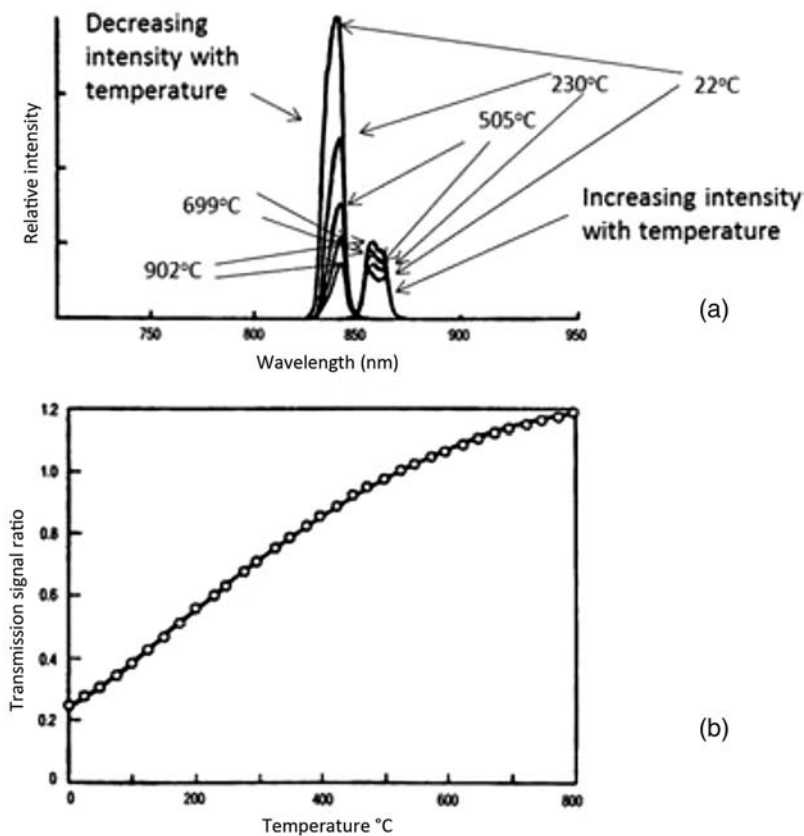 Decreasing
intensity with
temperature
230°C
22°C
505°C
699°C
Increasing intensity
with temperature
902°C
Relative intensity
750
800
850
900
950
Wavelength (nm)
(a)
1.2
1.0
0.8
0.6
0.4
0.2
0
Transmission signal ratio
0
200
400
600
800
Temperature °C
(b)